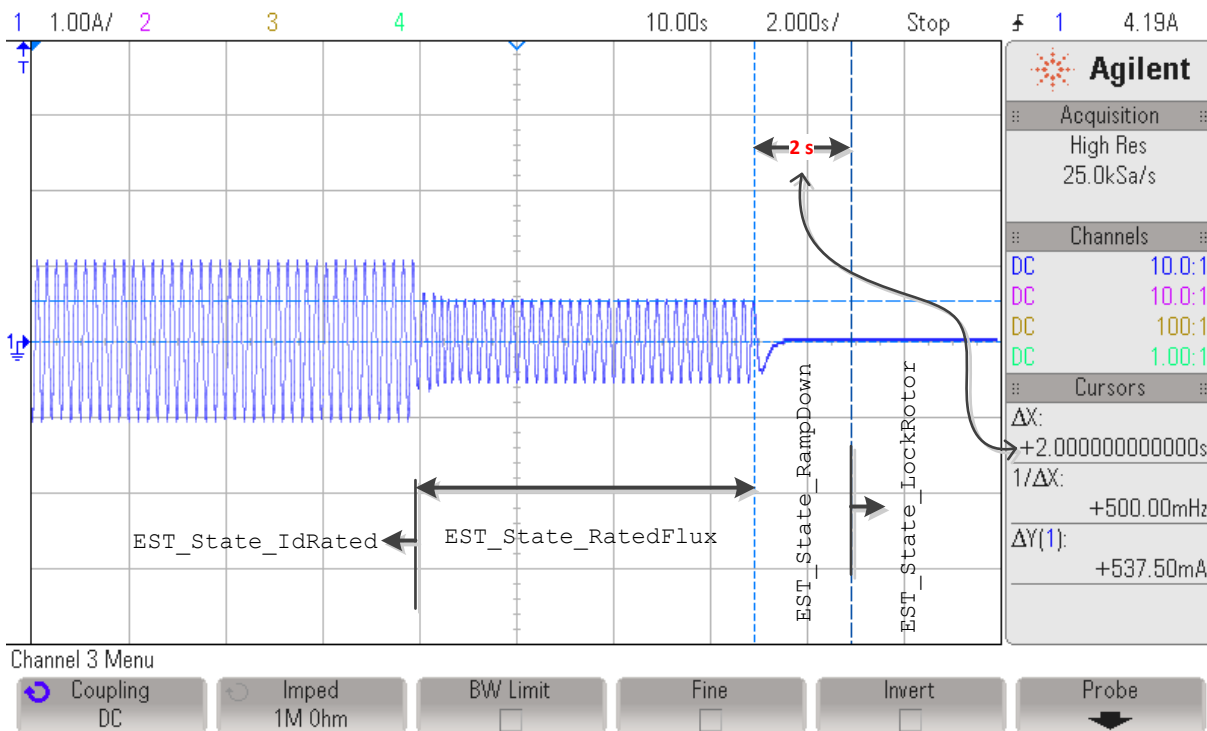 1 1.00A/ 2 3 4 10.00s 2.000s/ Stop 1 4.19A
T
Agilent
Acquisition
High Res
25.0kSa/s
2 s
Channels
DC 10.0:1
DC 10.0:1
DC 100:1
DC 1.00:1
1
Cursors
ΔX:
+2.000000000000s
1/ΔX:
+500.00mHz
ΔY(1):
+537.50mA
EST_State_IdRated
EST_State_RatedFlux
EST_State_RampDown
EST_State_LockRotor
Channel 3 Menu
Coupling
DC
Imped
1M Ohm
BW Limit
Fine
Invert
Probe